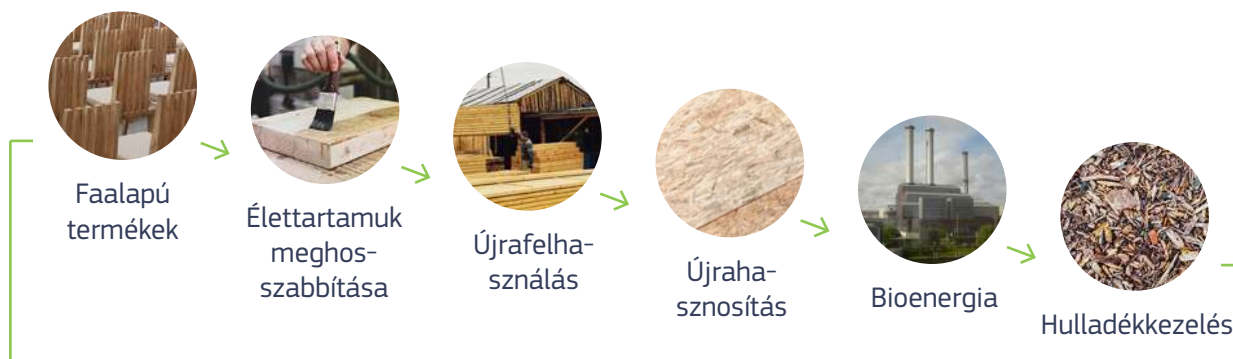 Faalapú
termékek
Élettartamuk
meghos-
szabbítása
Újrafelha-
sználás
Újraha-
sznosítás
Bioenergia
Hulladékkezelés